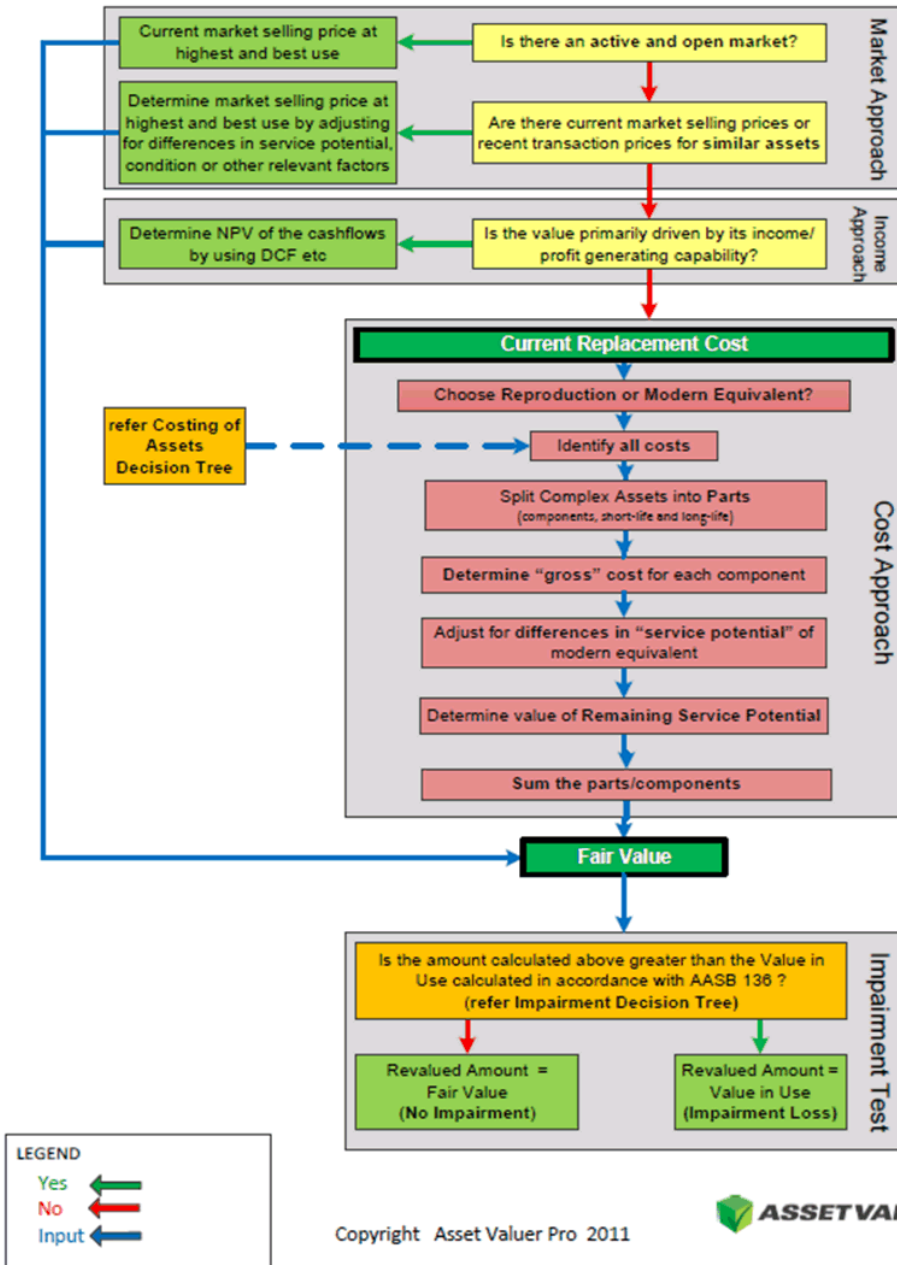 Current market selling price at
highest and best use
Is there an active and open market?
Market Approach
Determine market selling price at
highest and best use by adjusting
for differences in service potential,
condition or other relevant factors
Are there current market selling prices or
recent transaction prices for similar assets
Determine NPV of the cashflows
by using DCF etc
Is the value primarily driven by its income/
profit generating capability?
Income
Approach
Current Replacement Cost
Choose Reproduction or Modern Equivalent?
refer Costing of
Assets
Decision Tree
Identify all costs
Split Complex Assets into Parts
(components, short-life and long-life)
Cost Approach
Determine “gross” cost for each component
Adjust for differences in “service potential” of
modern equivalent
Determine value of Remaining Service Potential
Sum the parts/components
Fair Value
Is the amount calculated above greater than the Value in
Use calculated in accordance with AASB 136 ?
(refer Impairment Decision Tree)
Impairment Test
Revalued Amount =
Fair Value
(No Impairment)
Revalued Amount =
Value in Use
(Impairment Loss)
LEGEND
Yes
No
Input
Copyright Asset Valuer Pro 2011
ASSETVAL